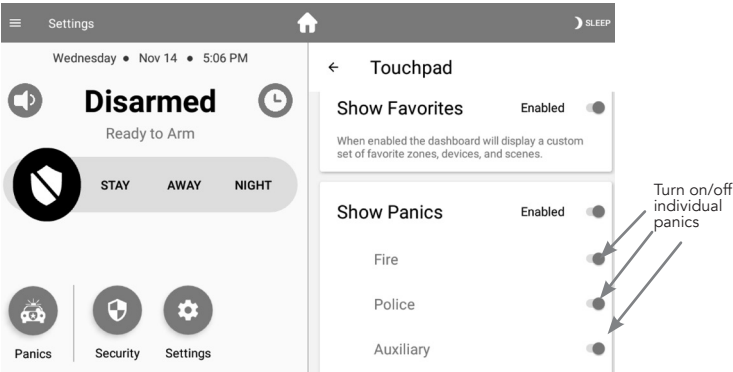 Settings
SLEEP
Wednesday ● Nov 14 ● 5:06 PM
Disarmed
Ready to Arm
STAY AWAY NIGHT
Panics
Security
Settings
Touchpad
Show Favorites Enabled
When enabled the dashboard will display a custom
set of favorite zones, devices, and scenes.
Show Panics Enabled
Fire
Police
Auxiliary
Turn on/off
individual
panics